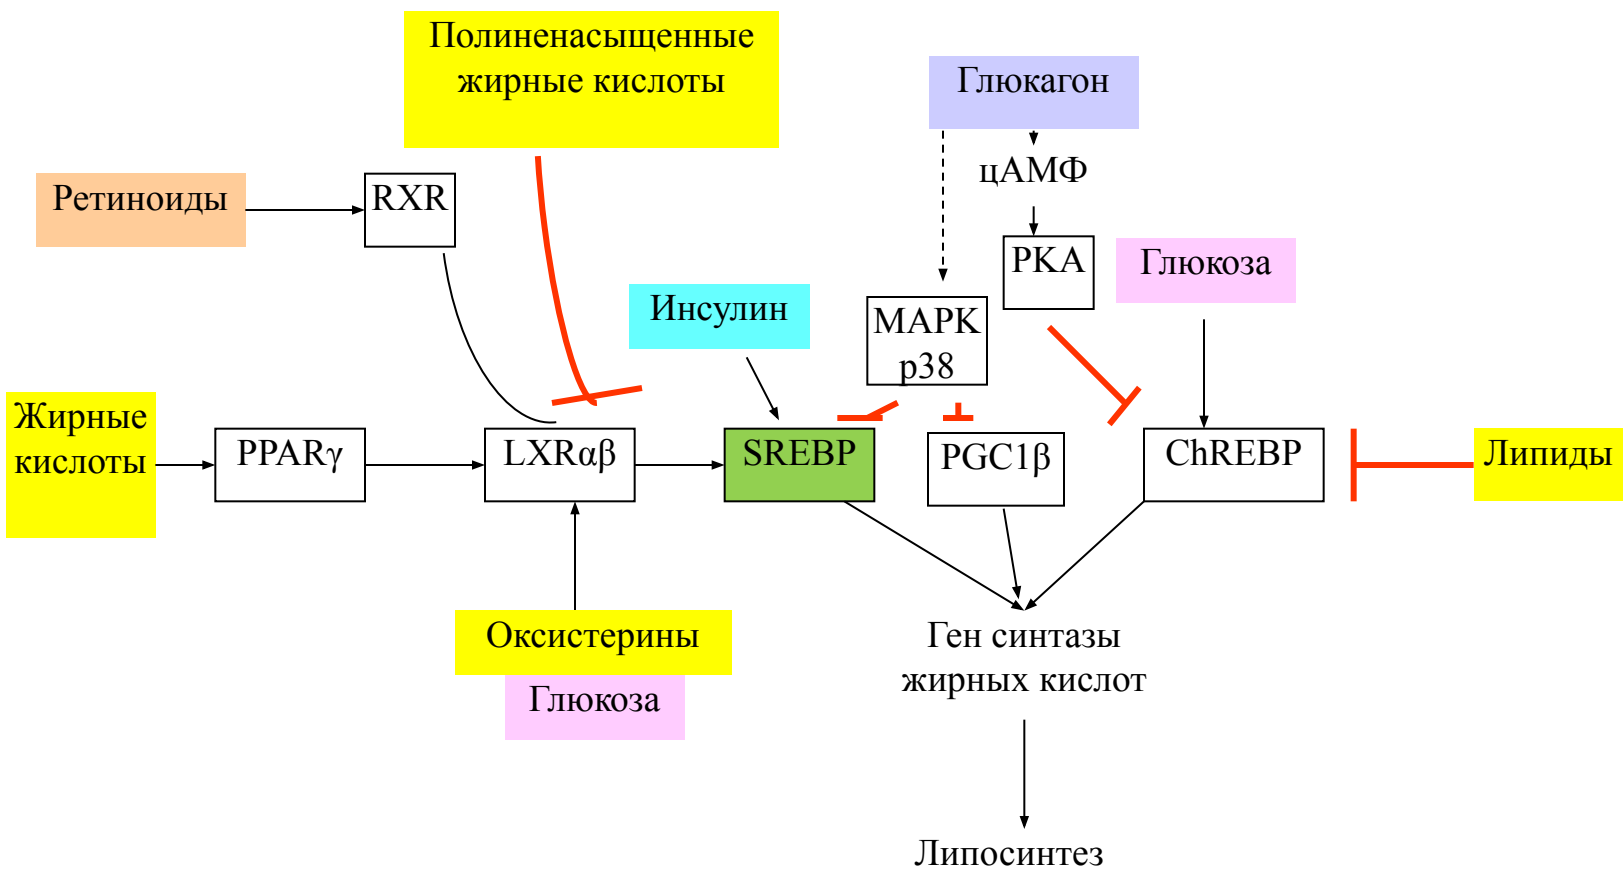 Полиненасыщенные
жирные кислоты
Глюкагон
цАМФ
Ретиноиды
RXR
PKA
Глюкоза
Инсулин
MAPK
p38
Жирные
кислоты
PPARγ
LXRαβ
SREBP
PGC1β
ChREBP
Липиды
Оксистерины
Глюкоза
Ген синтазы
жирных кислот
Липосинтез